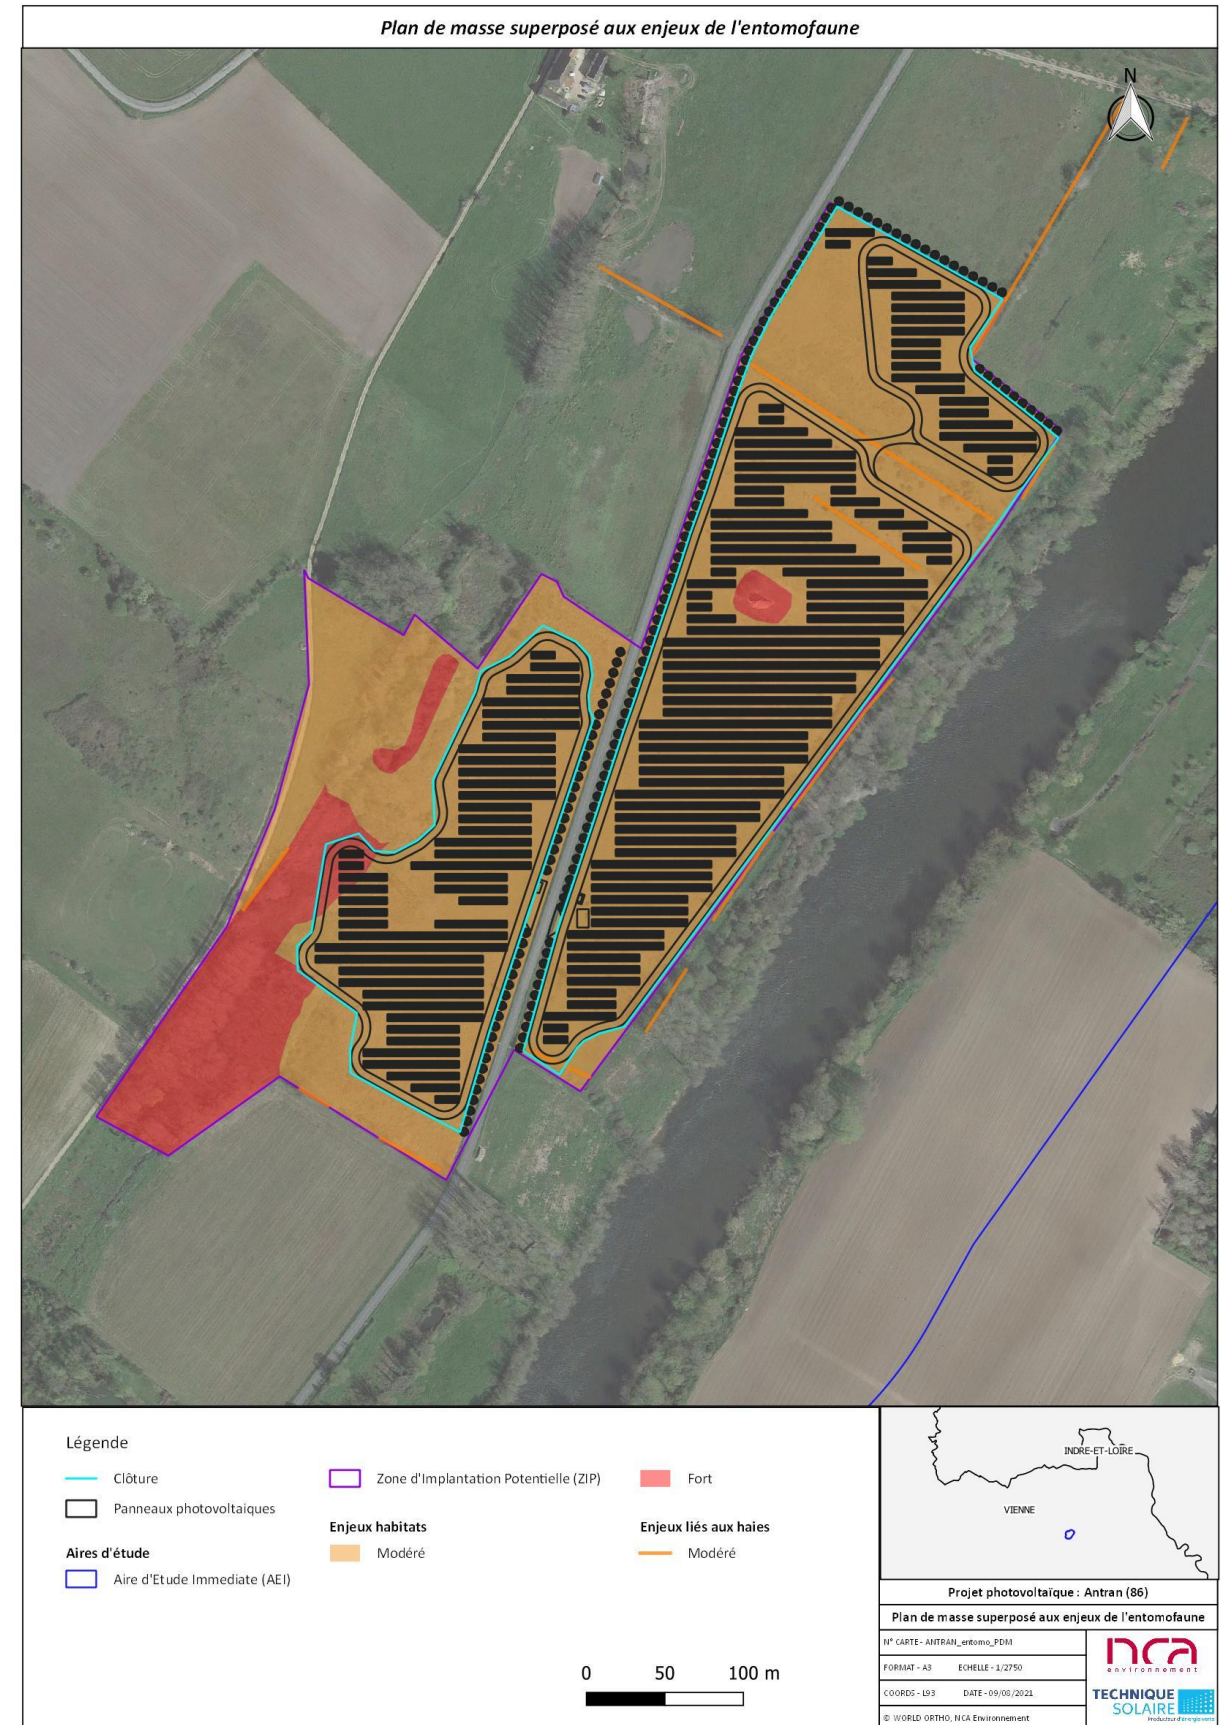 Plan de masse superposé aux enjeux de l'entomofaune
N
Légende
Clôture
Panneaux photovoltaiques
Aires d'étude
Aire d'Etude Immediate (AEI)
Zone d'Implantation Potentielle (ZIP)
Enjeux habitats
Modéré
Fort
Enjeux liés aux haies
Modéré
0 50 100 m
INDRE-ET-LOIRE
VIENNE
Projet photovoltaïque : Antran (86)
Plan de masse superposé aux enjeux de l'entomofaune
N° CARTE - ANTRAN_entomo_PDM
FORMAT - A3 ECHELLE - 1/2750
COORDS - L93 DATE - 09/08/2021
© WORLD ORTHO, NCA Environnement
nca
environnement
TECHNIQUE
SOLAIRE
Producteur d'énergie verte